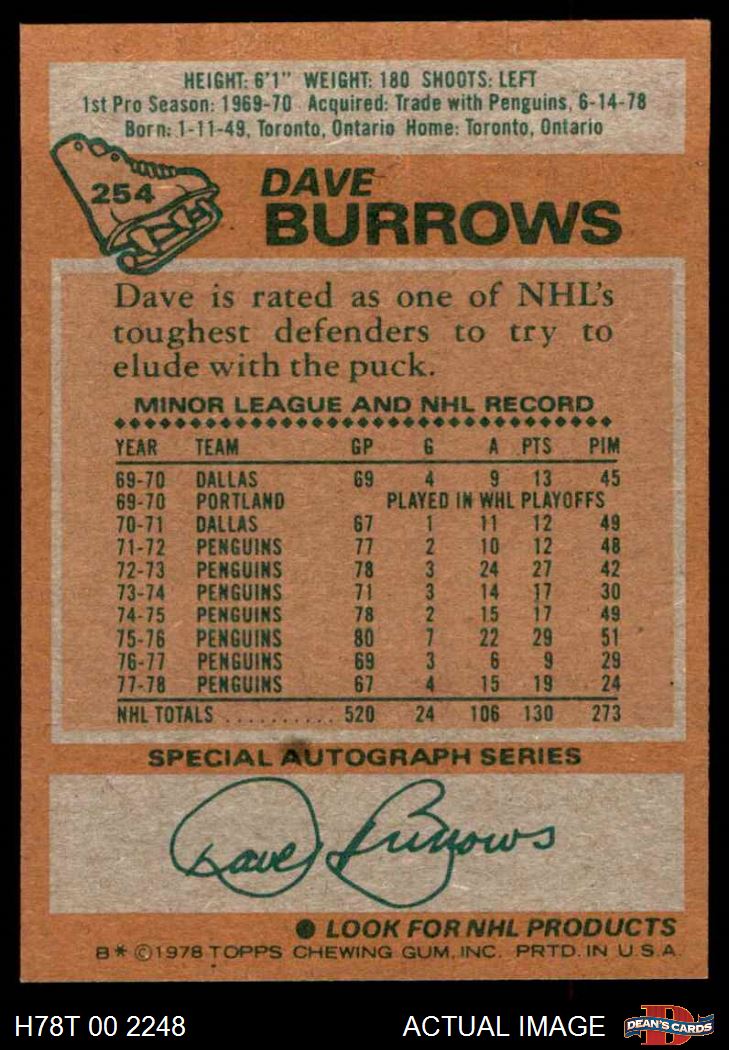 HEIGHT: 6'1" WEIGHT: 180 SHOOTS: LEFT
1st Pro Season: 1969-70 Acquired: Trade with Penguins, 6-14-78
Born: 1-11-49, Toronto, Ontario Home: Toronto, Ontario
254
DAVE
BURROWS
Dave is rated as one of NHL's
toughest defenders to try to
elude with the puck.
MINOR LEAGUE AND NHL RECORD
YEAR TEAM GP G A PTS PIM
69-70 DALLAS 69 4 9 13 45
69-70 PORTLAND PLAYED IN WHL PLAYOFFS
70-71 DALLAS 67 1 11 12 49
71-72 PENGUINS 77 2 10 12 48
72-73 PENGUINS 78 3 24 27 42
73-74 PENGUINS 71 3 14 17 30
74-75 PENGUINS 78 2 15 17 49
75-76 PENGUINS 80 7 22 29 51
76-77 PENGUINS 69 3 6 9 29
77-78 PENGUINS 67 4 15 19 24
NHL TOTALS .......... 520 24 106 130 273
SPECIAL AUTOGRAPH SERIES
Dave Burrows
● LOOK FOR NHL PRODUCTS
B* ©1978 TOPPS CHEWING GUM, INC. PRTD. IN U.S.A.
H78T 00 2248 ACTUAL IMAGE DEAN'S CARDS